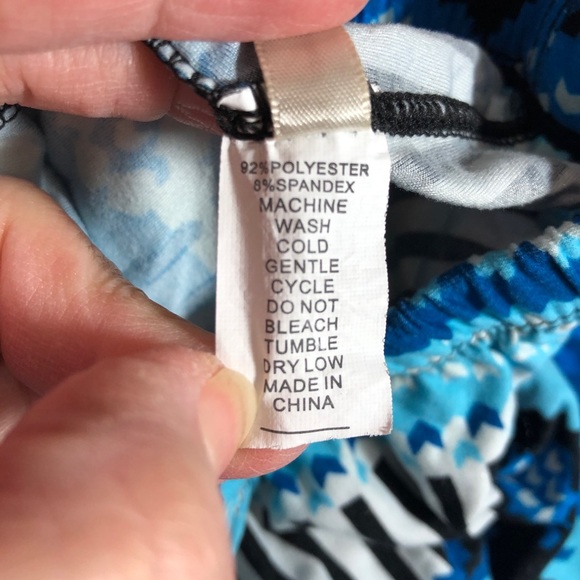 92%POLYESTER
8%SPANDEX
MACHINE
WASH
COLD
GENTLE
CYCLE
DO NOT
BLEACH
TUMBLE
DRY LOW
MADE IN
CHINA